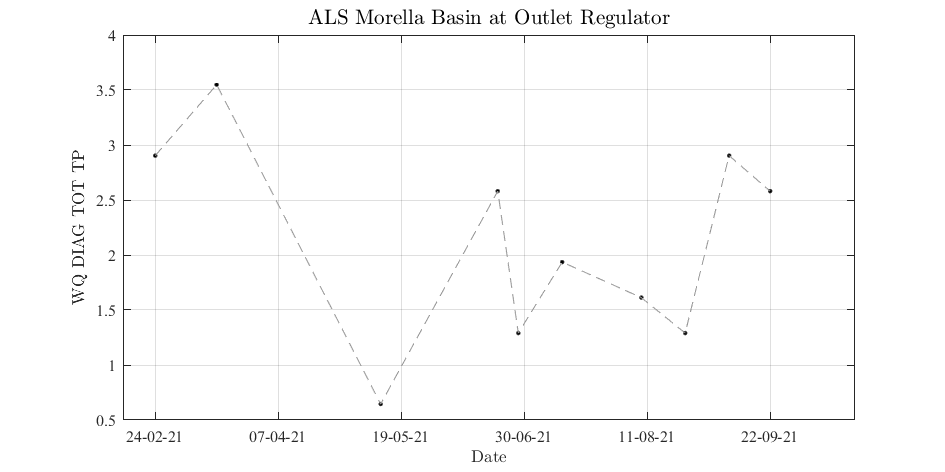 ALS Morella Basin at Outlet Regulator
WQ DIAG TOT TP
4
3.5
3
2.5
2
1.5
1
0.5
24-02-21 07-04-21 19-05-21 30-06-21 11-08-21 22-09-21
Date